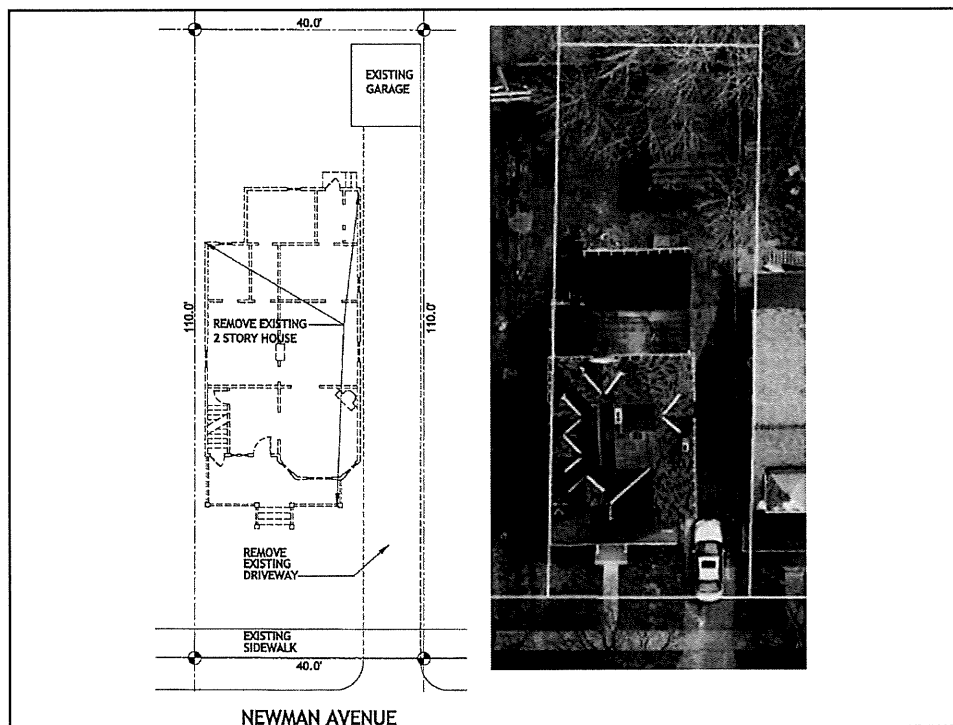 40.0'
EXISTING
GARAGE
110.0'
110.0'
REMOVE EXISTING
2 STORY HOUSE
REMOVE
EXISTING
DRIVEWAY
EXISTING
SIDEWALK
40.0'
NEWMAN AVENUE